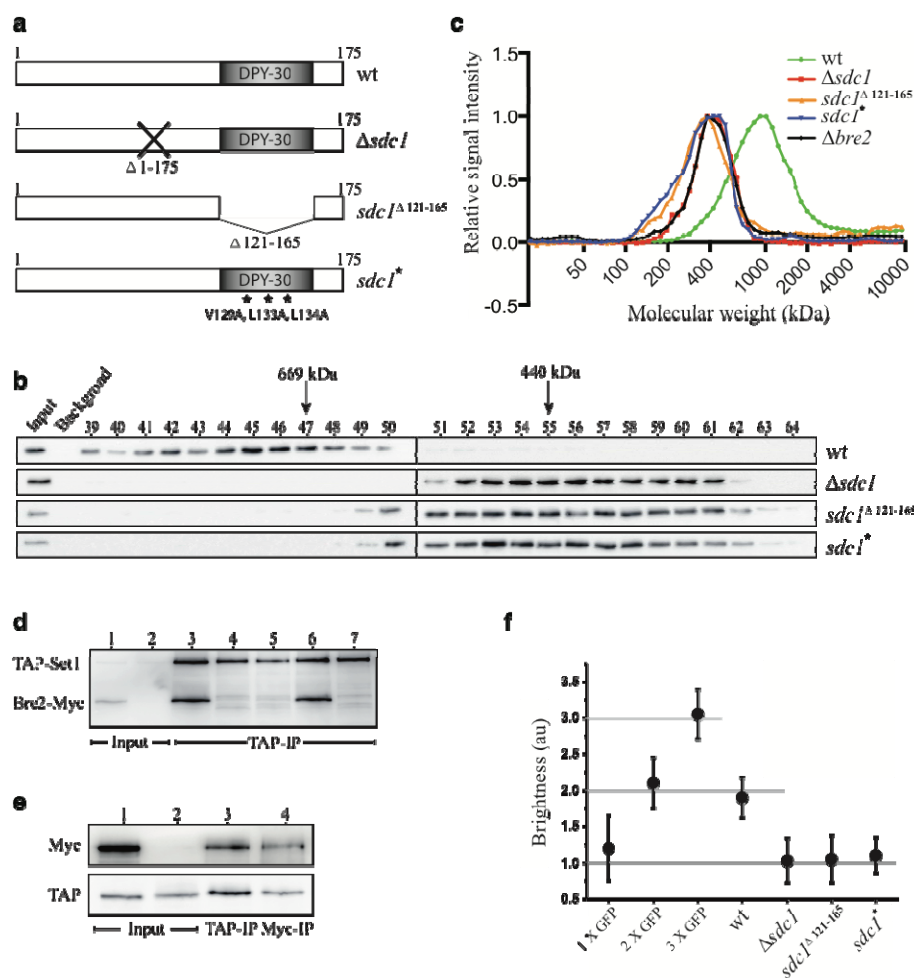 a
1 175
DPY-30
wt
1 175
DPY-30
Δsdc1
Δ 1-175
175
sdc1Δ 121-165
Δ 121-165
1 175
DPY-30
sdc1*
* * *
V129A, L133A, L134A
c
Relative signal intensity
1.5
1.0
0.5
0.0
-0.5
50 100 200 400 1000 2000 4000 10000
Molecular weight (kDa)
wt
Δsdc1
sdc1Δ 121-165
sdc1*
Δbre2
b
669 kDa 440 kDa
Input Backgroud 39 40 41 42 43 44 45 46 47 48 49 50 51 52 53 54 55 56 57 58 59 60 61 62 63 64
wt
Δsdc1
sdc1Δ 121-165
sdc1*
d
1 2 3 4 5 6 7
TAP-Set1
Bre2-Myc
Input TAP-IP
e
1 2 3 4
Myc
TAP
Input TAP-IP Myc-IP
f
Brightness (au)
3.5
3.0
2.5
2.0
1.5
1.0
0.5
1 X GFP
2 X GFP
3 X GFP
wt
Δsdc1
sdc1Δ 121-165
sdc1*